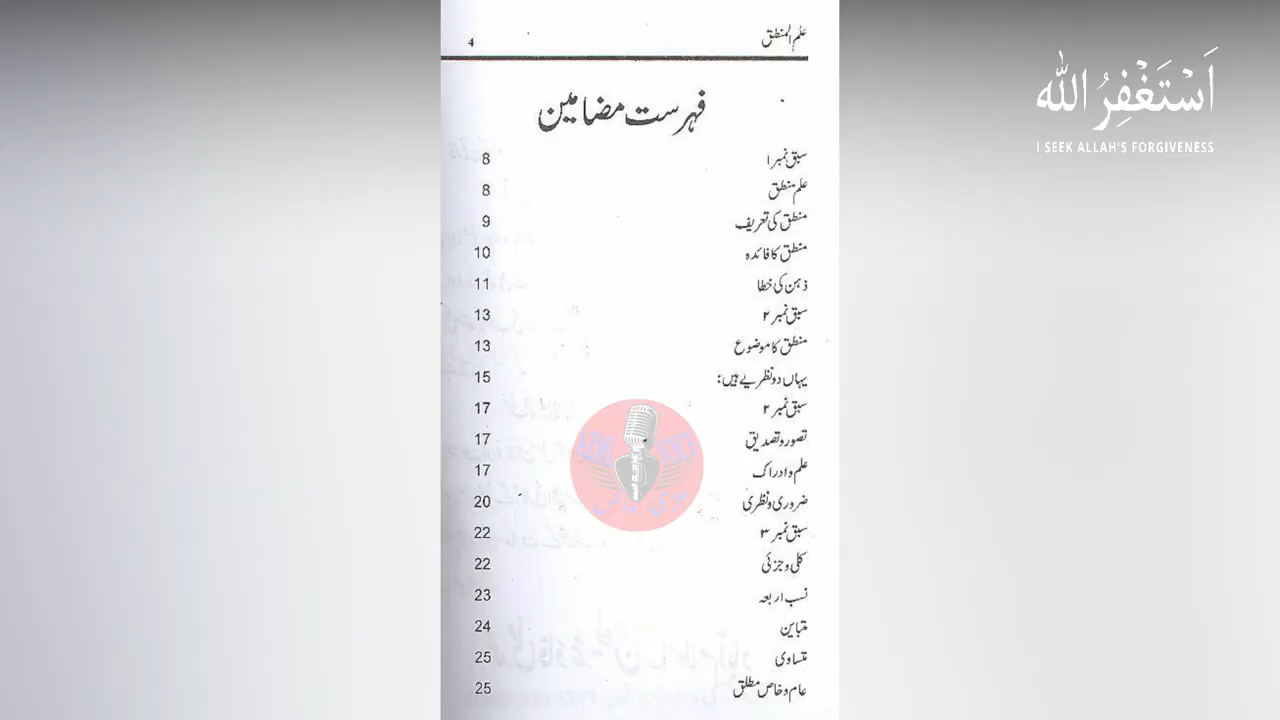 علم المنطق 4
فہرست مضامین
سبق نمبر ۱ 8
علم منطق 8
منطق کی تعریف 9
منطق کا فائدہ 10
ذہن کی خطا 11
سبق نمبر ۲ 13
منطق کا موضوع 13
یہاں دو نظریے ہیں: 15
سبق نمبر ۲ 17
تصور و تصدیق 17
علم و ادراک 17
ضروری و نظری 20
سبق نمبر ۳ 22
کلی و جزئی 22
نسب اربعہ 23
متباین 24
متساوی 25
عام و خاص مطلق 25
اَسْتَغْفِرُ اللّٰه
I SEEK ALLAH'S FORGIVENESS